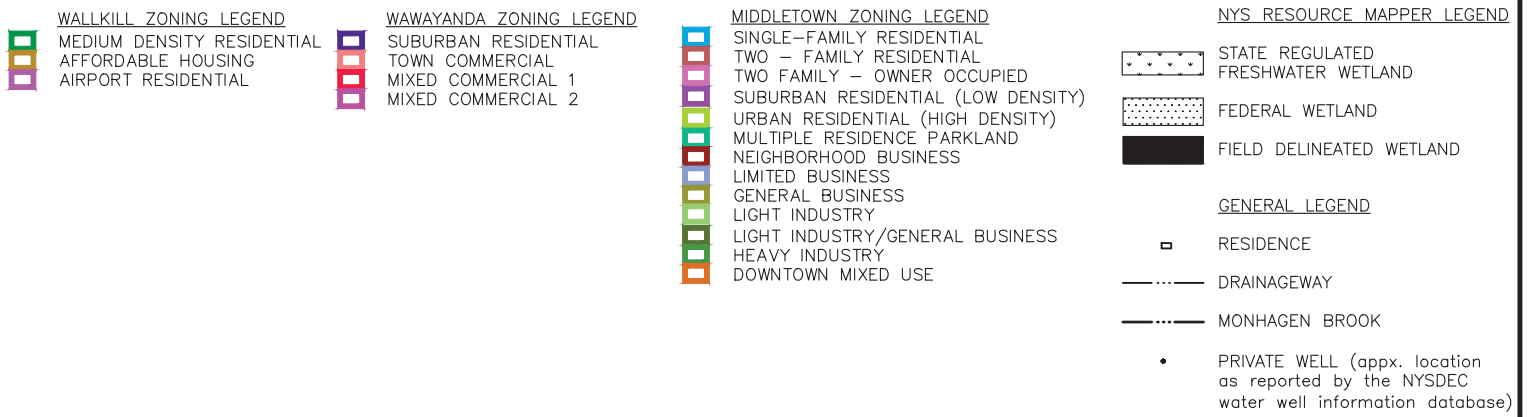 WALLKILL ZONING LEGEND
MEDIUM DENSITY RESIDENTIAL
AFFORDABLE HOUSING
AIRPORT RESIDENTIAL
WAWAYANDA ZONING LEGEND
SUBURBAN RESIDENTIAL
TOWN COMMERCIAL
MIXED COMMERCIAL 1
MIXED COMMERCIAL 2
MIDDLETOWN ZONING LEGEND
SINGLE-FAMILY RESIDENTIAL
TWO - FAMILY RESIDENTIAL
TWO FAMILY - OWNER OCCUPIED
SUBURBAN RESIDENTIAL (LOW DENSITY)
URBAN RESIDENTIAL (HIGH DENSITY)
MULTIPLE RESIDENCE PARKLAND
NEIGHBORHOOD BUSINESS
LIMITED BUSINESS
GENERAL BUSINESS
LIGHT INDUSTRY
LIGHT INDUSTRY/GENERAL BUSINESS
HEAVY INDUSTRY
DOWNTOWN MIXED USE
NYS RESOURCE MAPPER LEGEND
STATE REGULATED
FRESHWATER WETLAND
FEDERAL WETLAND
FIELD DELINEATED WETLAND
GENERAL LEGEND
RESIDENCE
DRAINAGEWAY
MONHAGEN BROOK
PRIVATE WELL (appx. location
as reported by the NYSDEC
water well information database)